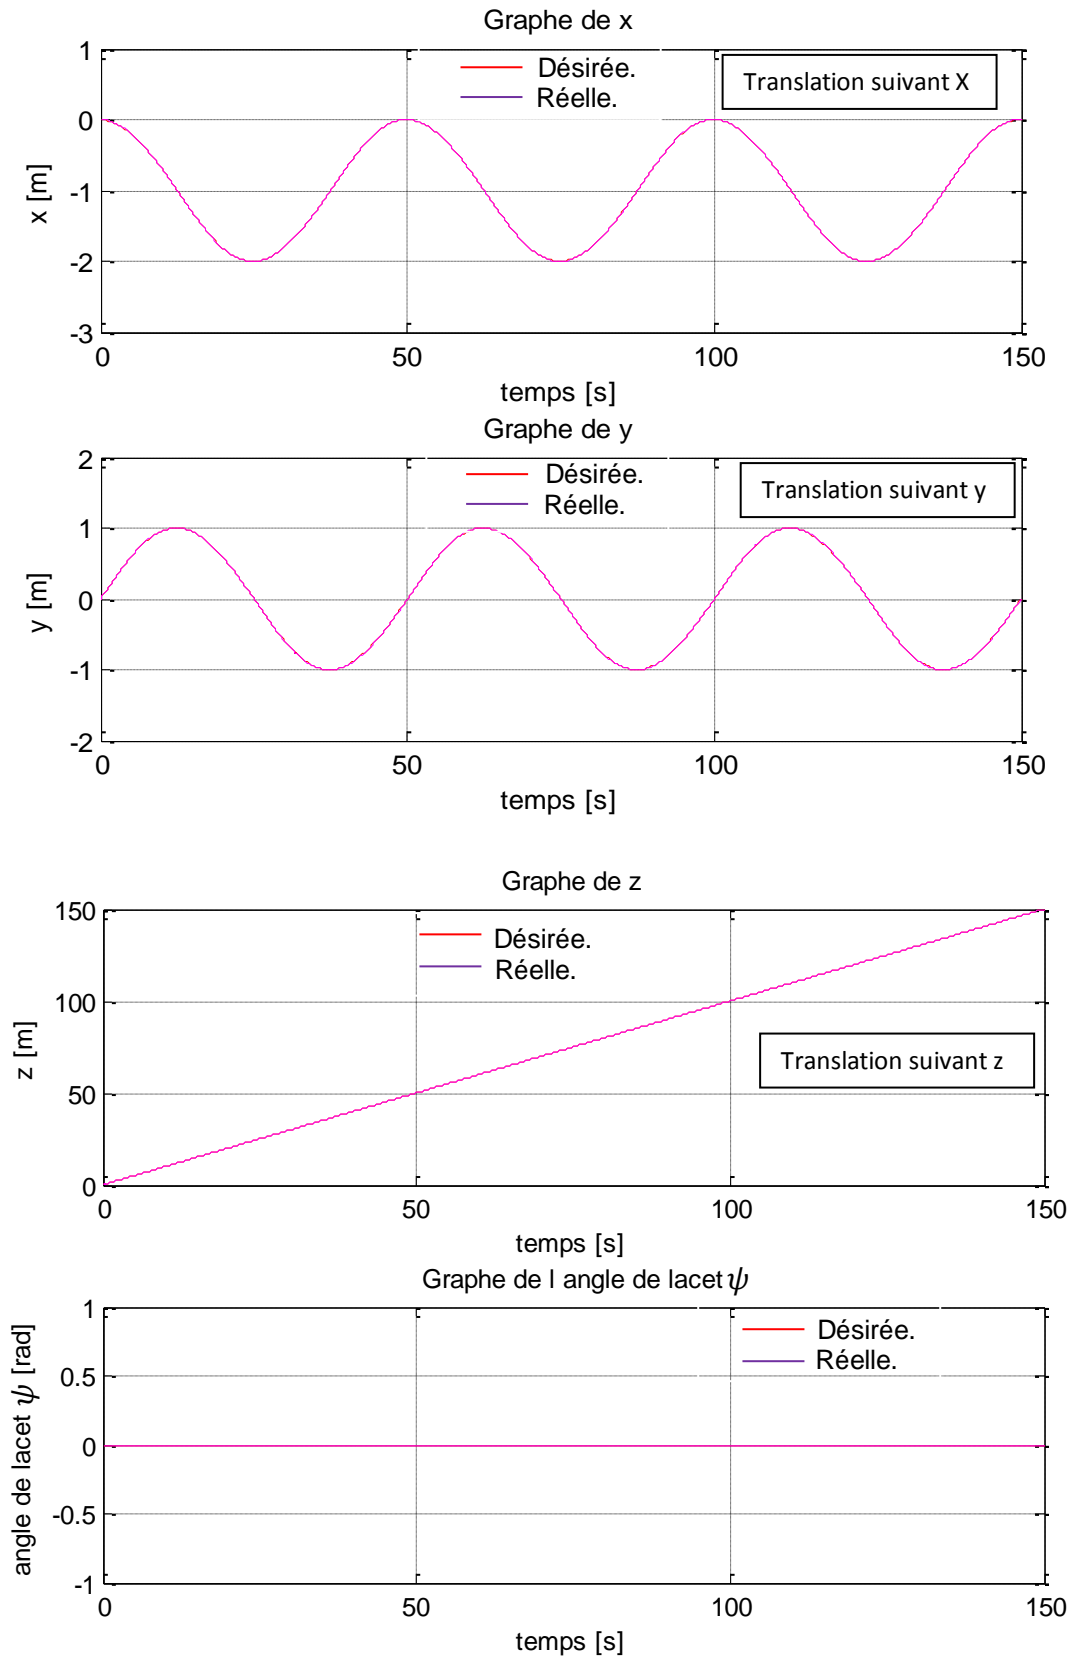 Graphe de x
1
Désirée.
Translation suivant X
Réelle.
0
x [m]
-1
-2
-3
0
50
100
150
temps [s]
Graphe de y
2
Désirée.
Translation suivant y
Réelle.
1
y [m]
0
-1
-2
0
50
100
150
temps [s]
Graphe de z
150
Désirée.
Réelle.
100
z [m]
Translation suivant z
50
0
0
50
100
150
temps [s]
Graphe de l angle de lacet ψ
1
Désirée.
Réelle.
0.5
angle de lacet ψ [rad]
0
-0.5
-1
0
50
100
150
temps [s]